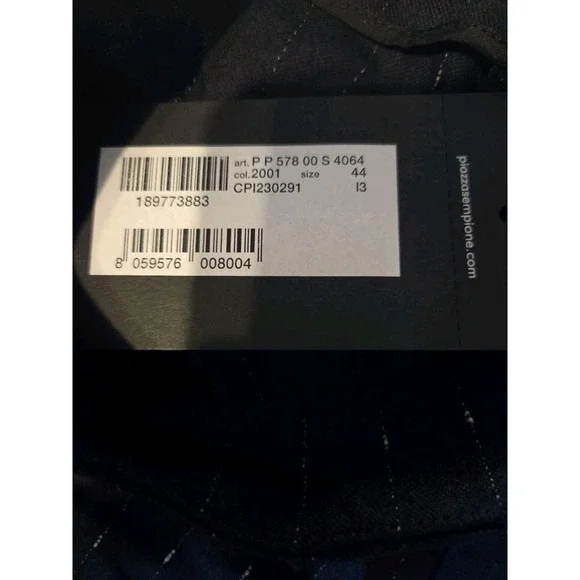 art. P P 578 00 S 4064
col. 2001 size 44
CPI230291 I3
189773883
8 059576 008004
piazzasempione.com